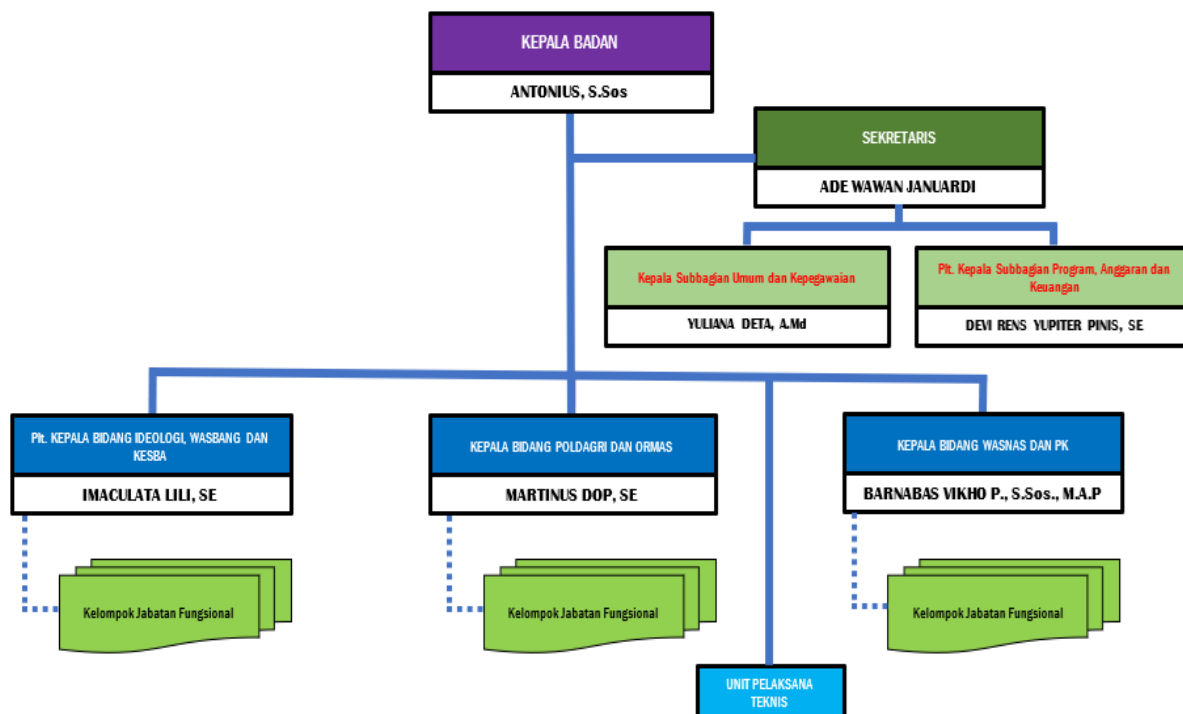 KEPALA BADAN
ANTONIUS, S.Sos
SEKRETARIS
ADE WAWAN JANUARDI
Kepala Subbagian Umum dan Kepegawaian
YULIANA DETA, A.Md
Plt. Kepala Subbagian Program, Anggaran dan
Keuangan
DEVI RENS YUPITER PINIS, SE
Plt. KEPALA BIDANG IDEOLOGI, WASBANG DAN
KESBA
IMACULATA LILI, SE
KEPALA BIDANG POLDAGRI DAN ORMAS
MARTINUS DOP, SE
KEPALA BIDANG WASNAS DAN PK
BARNABAS VIKHO P., S.Sos., M.A.P
Kelompok Jabatan Fungsional
Kelompok Jabatan Fungsional
Kelompok Jabatan Fungsional
UNIT PELAKSANA
TEKNIS